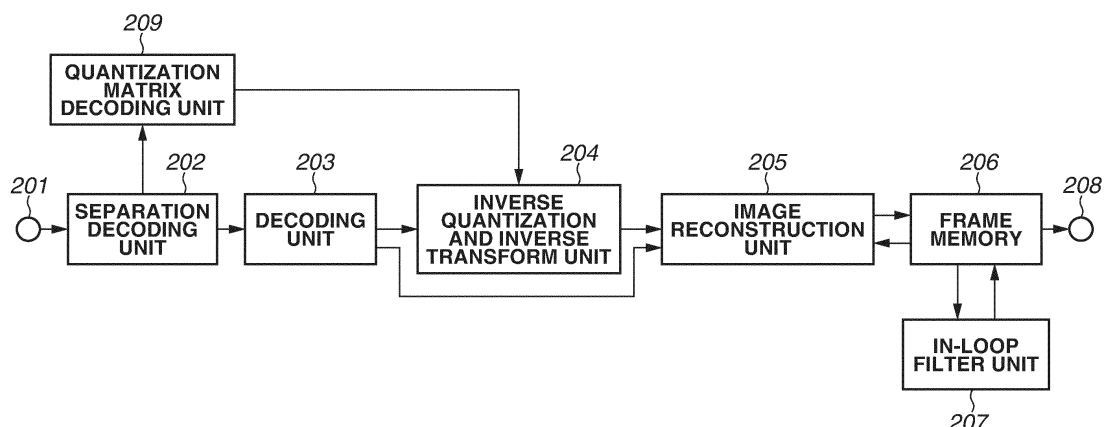 209
QUANTIZATION
MATRIX
DECODING UNIT
201
202
SEPARATION
DECODING
UNIT
203
DECODING
UNIT
204
INVERSE
QUANTIZATION
AND INVERSE
TRANSFORM UNIT
205
IMAGE
RECONSTRUCTION
UNIT
206
FRAME
MEMORY
208
IN-LOOP
FILTER UNIT
207